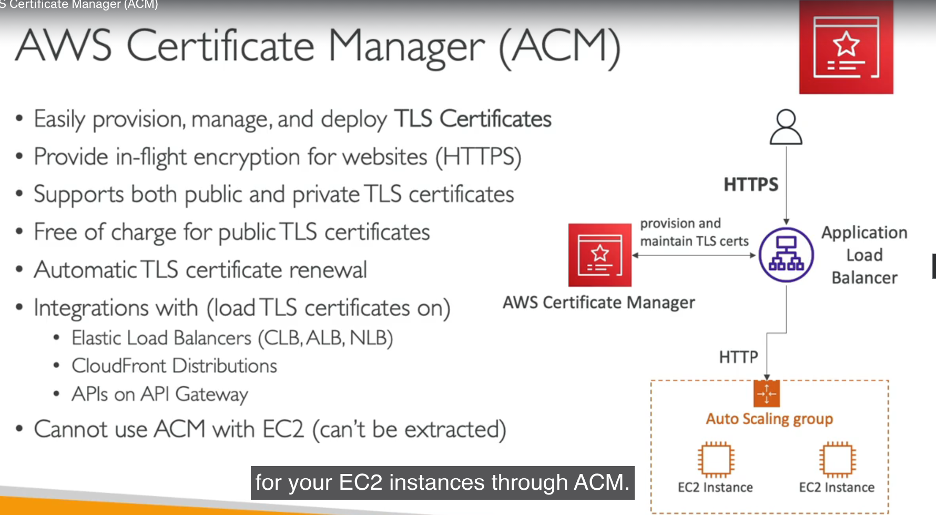 S Certificate Manager (ACM)
AWS Certificate Manager (ACM)
• Easily provision, manage, and deploy TLS Certificates
• Provide in-flight encryption for websites (HTTPS)
• Supports both public and private TLS certificates
• Free of charge for public TLS certificates
• Automatic TLS certificate renewal
• Integrations with (load TLS certificates on)
• Elastic Load Balancers (CLB, ALB, NLB)
• CloudFront Distributions
• APIs on API Gateway
• Cannot use ACM with EC2 (can't be extracted)
HTTPS
provision and
maintain TLS certs
AWS Certificate Manager
Application
Load
Balancer
HTTP
Auto Scaling group
EC2 Instance
EC2 Instance
for your EC2 instances through ACM.